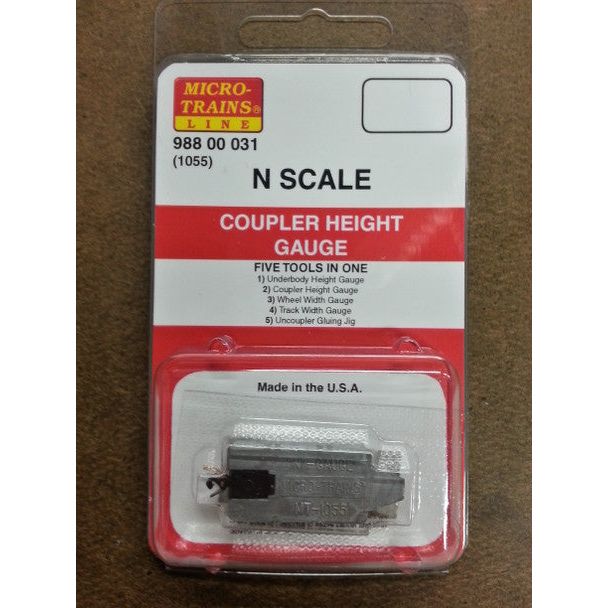 MICRO-
TRAINS®
LINE
988 00 031
(1055)
N SCALE
COUPLER HEIGHT
GAUGE
FIVE TOOLS IN ONE
1) Underbody Height Gauge
2) Coupler Height Gauge
3) Wheel Width Gauge
4) Track Width Gauge
5) Uncoupler Gluing Jig
Made in the U.S.A.
GAUGE
MICRO-TRAINS
MT-1055